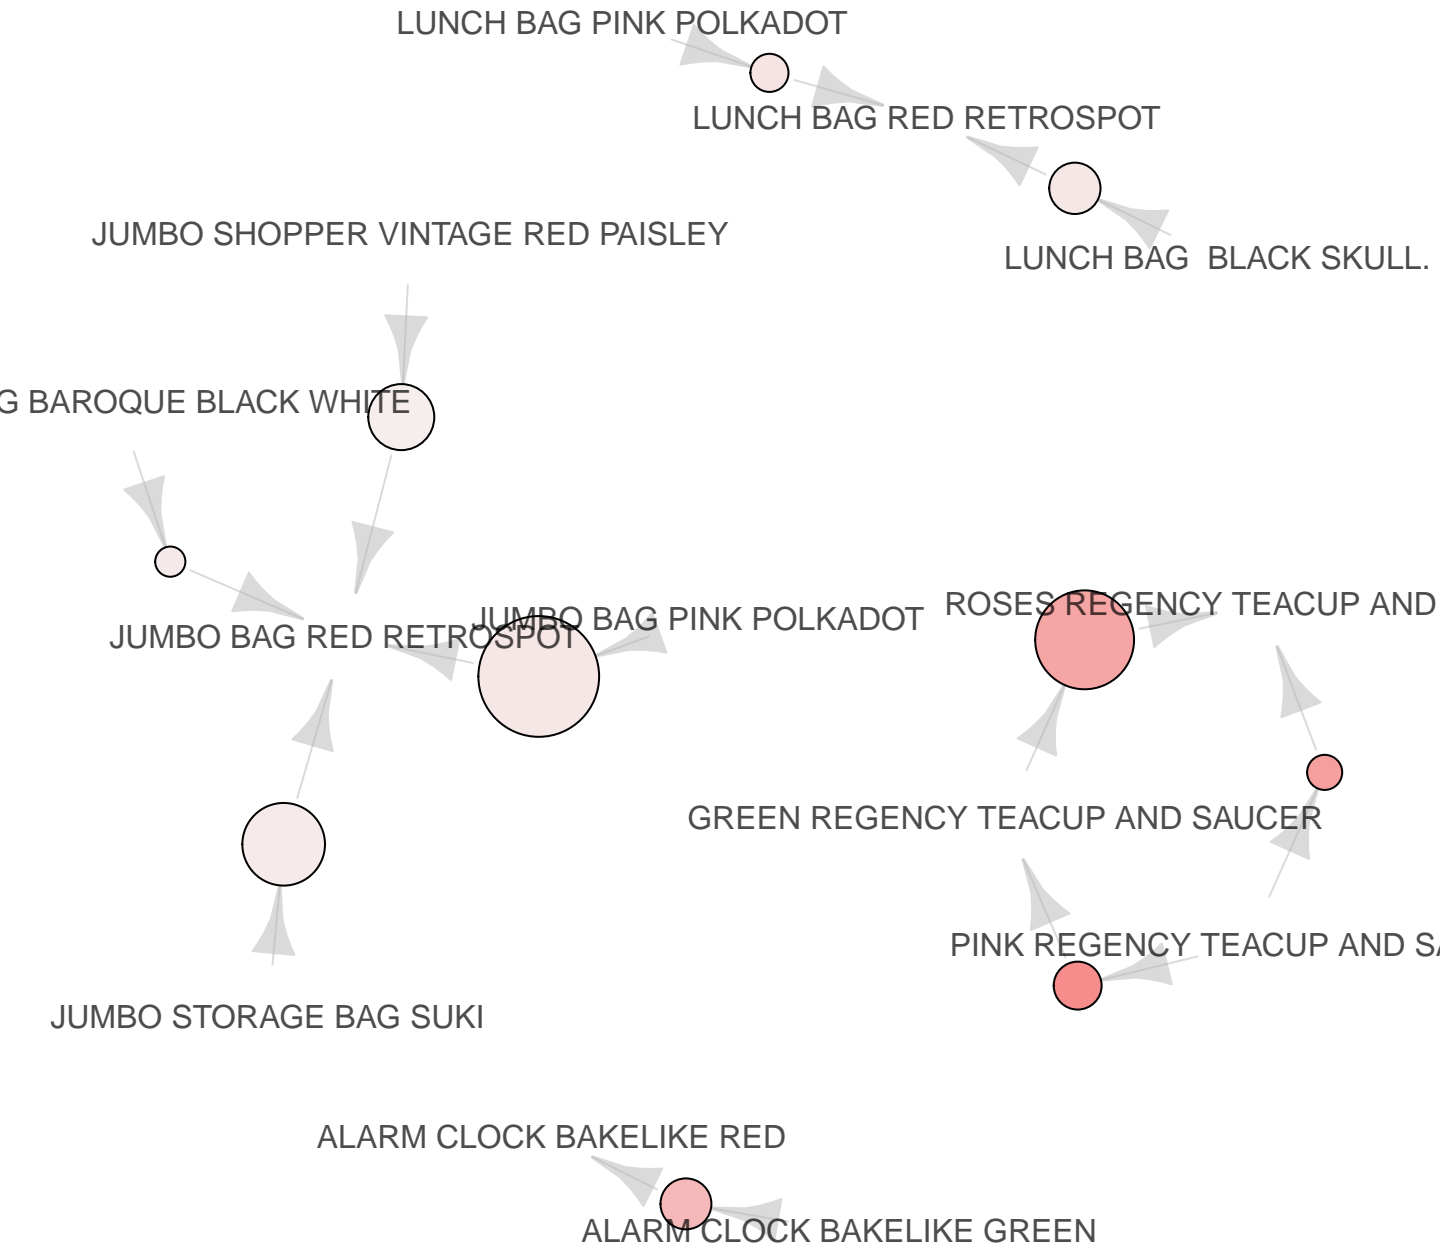 LUNCH BAG PINK POLKADOT
LUNCH BAG RED RETROSPOT
JUMBO SHOPPER VINTAGE RED PAISLEY
LUNCH BAG  BLACK SKULL.
G BAROQUE BLACK WHITE
ROSES REGENCY TEACUP AND
JUMBO BAG PINK POLKADOT
JUMBO BAG RED RETROSPOT
GREEN REGENCY TEACUP AND SAUCER
PINK REGENCY TEACUP AND SA
JUMBO STORAGE BAG SUKI
ALARM CLOCK BAKELIKE RED
ALARM CLOCK BAKELIKE GREEN